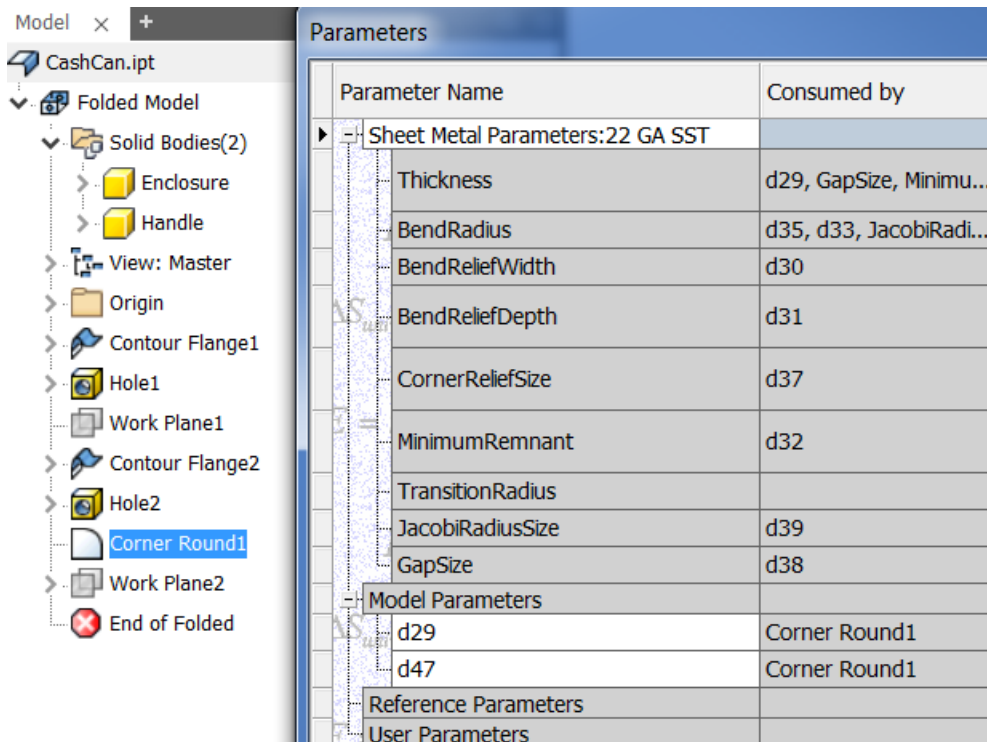 Model × +
CashCan.ipt
Folded Model
Solid Bodies(2)
Enclosure
Handle
View: Master
Origin
Contour Flange1
Hole1
Work Plane1
Contour Flange2
Hole2
Corner Round1
Work Plane2
End of Folded
Parameters
Parameter Name Consumed by
Sheet Metal Parameters:22 GA SST
Thickness d29, GapSize, Minimu...
BendRadius d35, d33, JacobiRadi...
BendReliefWidth d30
BendReliefDepth d31
CornerReliefSize d37
MinimumRemnant d32
TransitionRadius
JacobiRadiusSize d39
GapSize d38
Model Parameters
d29 Corner Round1
d47 Corner Round1
Reference Parameters
User Parameters